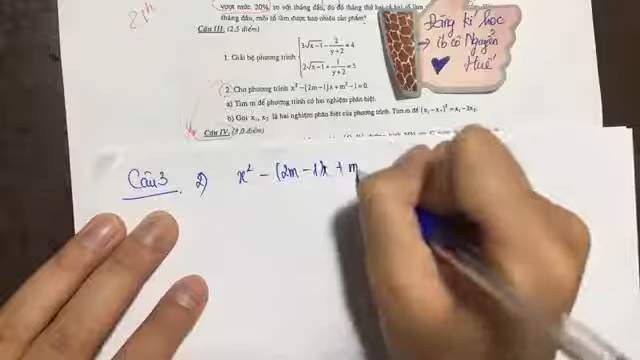 vượt mức 20% so với tháng đầu, do đó tháng thứ hai cả hai tổ làm
tháng đầu, mỗi tổ làm được bao nhiêu sản phẩm?
Câu III: (2,5 điểm)
1. Giải hệ phương trình
3√x-1 - 2/(y+2) = 4
2√x-1 + 1/(y+2) = 5
2. Cho phương trình x² - (2m - 1)x + m² - 1 = 0
a) Tìm m để phương trình có hai nghiệm phân biệt.
b) Gọi x₁, x₂ là hai nghiệm phân biệt của phương trình. Tìm m để (x₁ - x₂)² = x₁ - 3x₂.
Câu IV: (3,0 điểm)
Đăng kí học
→ ib cô Nguyễn
Huế
Câu 3. 2) x² - (2m - 1)x + m